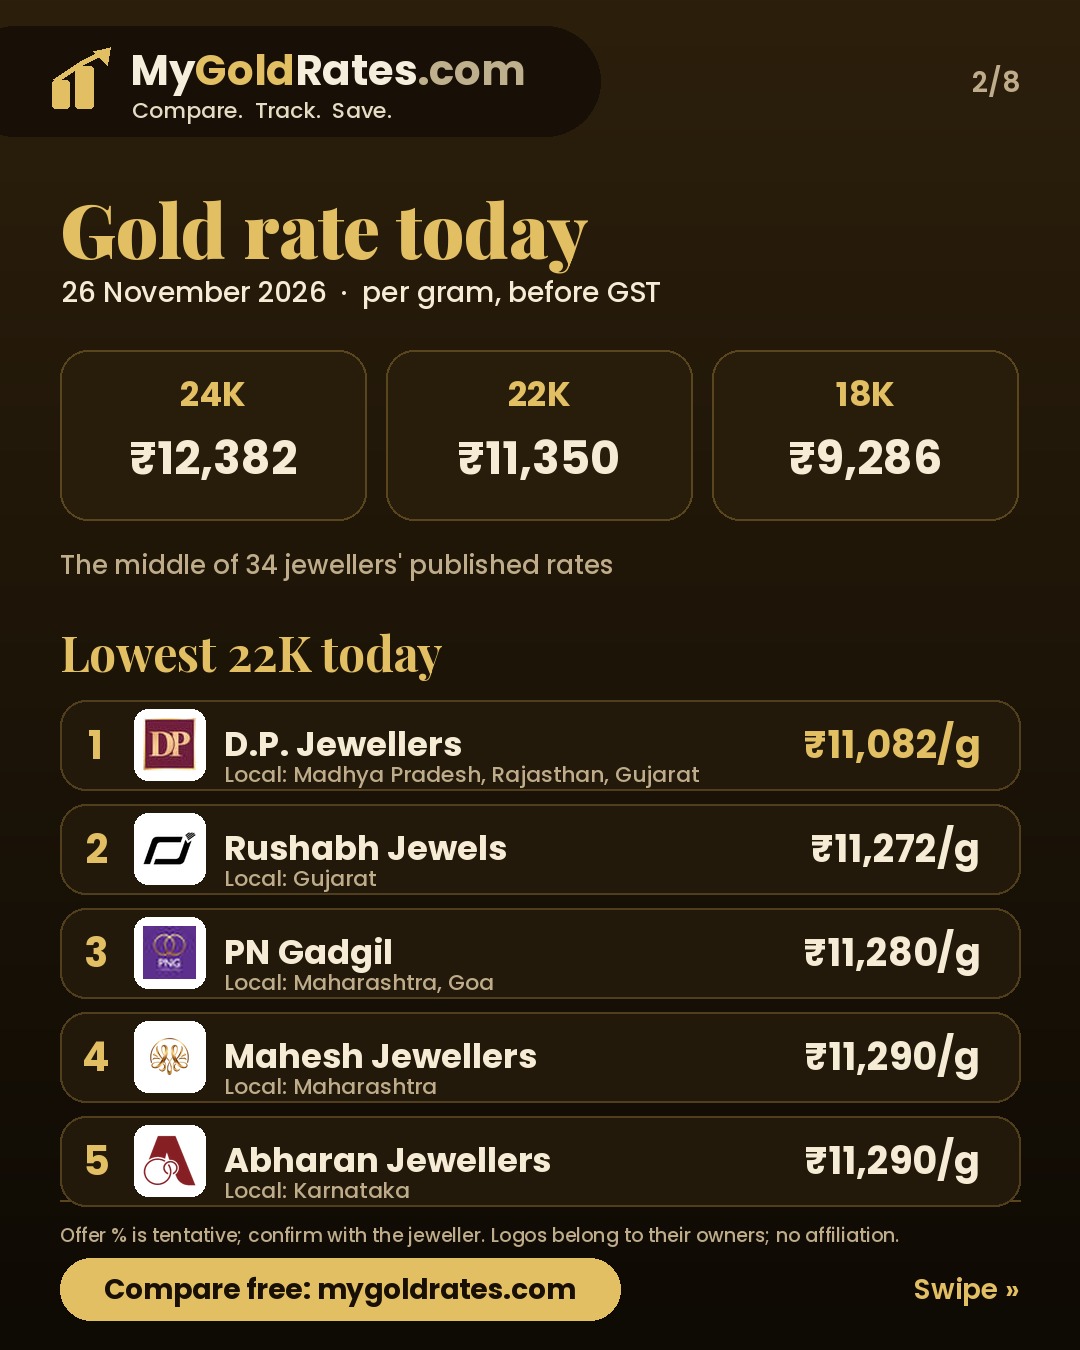 MyGoldRates.com
Compare. Track. Save.
2/8
Gold rate today
26 November 2026 · per gram, before GST
24K
₹12,382
22K
₹11,350
18K
₹9,286
The middle of 34 jewellers' published rates
Lowest 22K today
1
DP
D.P. Jewellers
Local: Madhya Pradesh, Rajasthan, Gujarat
₹11,082/g
2
Rushabh Jewels
Local: Gujarat
₹11,272/g
3
PNG
PN Gadgil
Local: Maharashtra, Goa
₹11,280/g
4
Mahesh Jewellers
Local: Maharashtra
₹11,290/g
5
Abharan Jewellers
Local: Karnataka
₹11,290/g
Offer % is tentative; confirm with the jeweller. Logos belong to their owners; no affiliation.
Compare free: mygoldrates.com
Swipe »